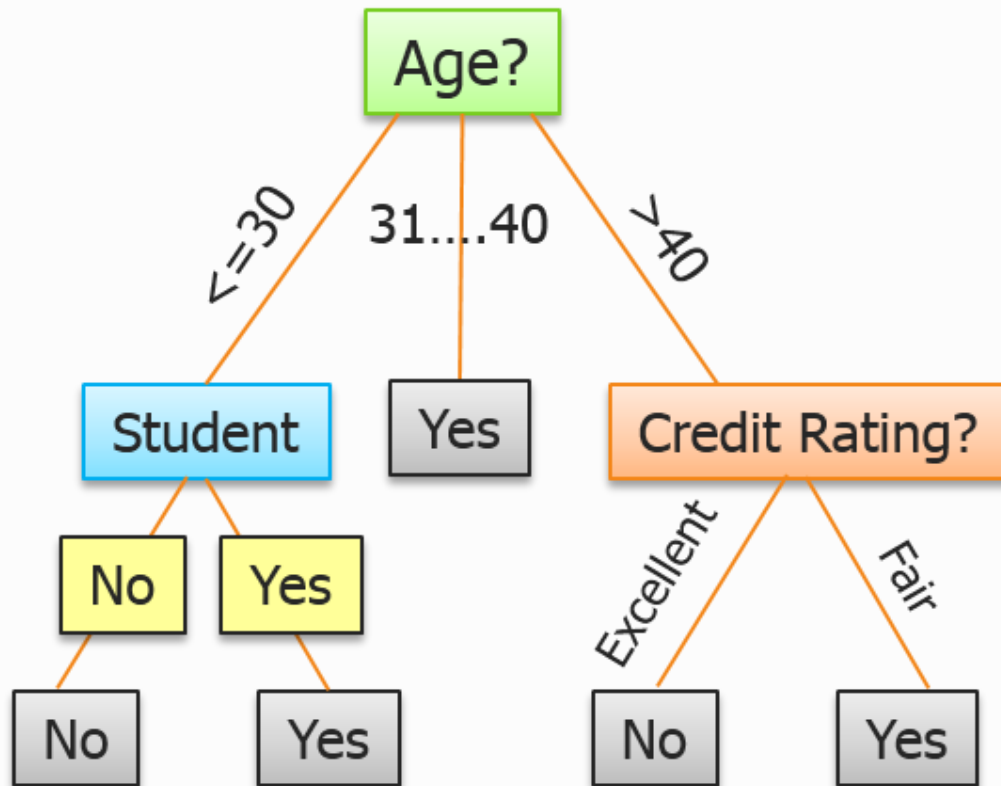 Age?
<=30
31....40
>40
Student
Yes
Credit Rating?
No
Yes
Excellent
Fair
No
Yes
No
Yes